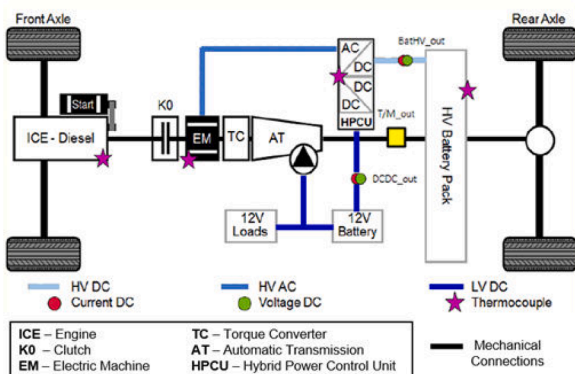 Front Axle
Rear Axle
Start
ICE - Diesel
K0
EM
TC
AT
AC
DC
DC
DC
HPCU
BatHV_out
T/M_out
HV Battery Pack
DCDC_out
12V
Loads
12V
Battery
HV DC
HV AC
LV DC
Current DC
Voltage DC
Thermocouple
ICE – Engine
TC – Torque Converter
K0 – Clutch
AT – Automatic Transmission
EM – Electric Machine
HPCU – Hybrid Power Control Unit
Mechanical
Connections